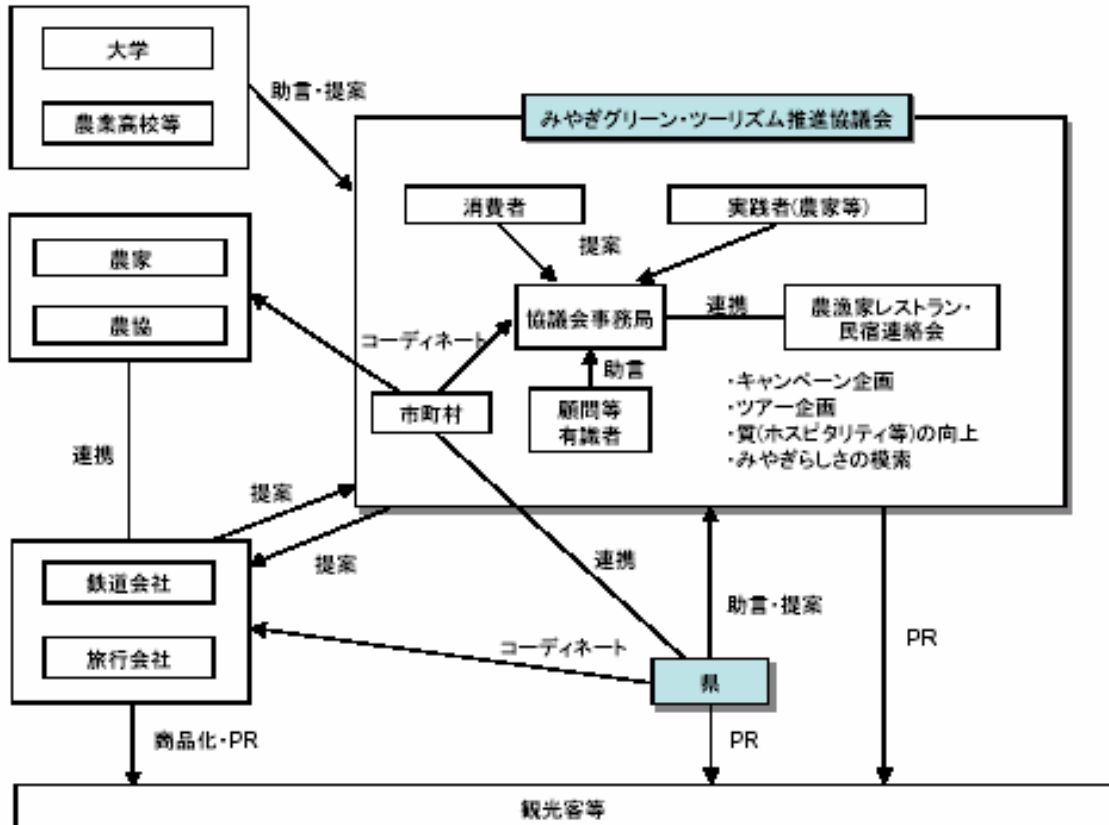 大学
農業高校等
助言・提案
みやぎグリーン・ツーリズム推進協議会
消費者
実践者(農家等)
提案
農家
農協
協議会事務局
連携
農漁家レストラン・
民宿連絡会
コーディネート
助言
市町村
顧問等
有識者
・キャンペーン企画
・ツアー企画
・質(ホスピタリティ等)の向上
・みやぎらしさの模索
連携
提案
提案
鉄道会社
旅行会社
連携
助言・提案
コーディネート
県
PR
商品化・PR
PR
観光客等